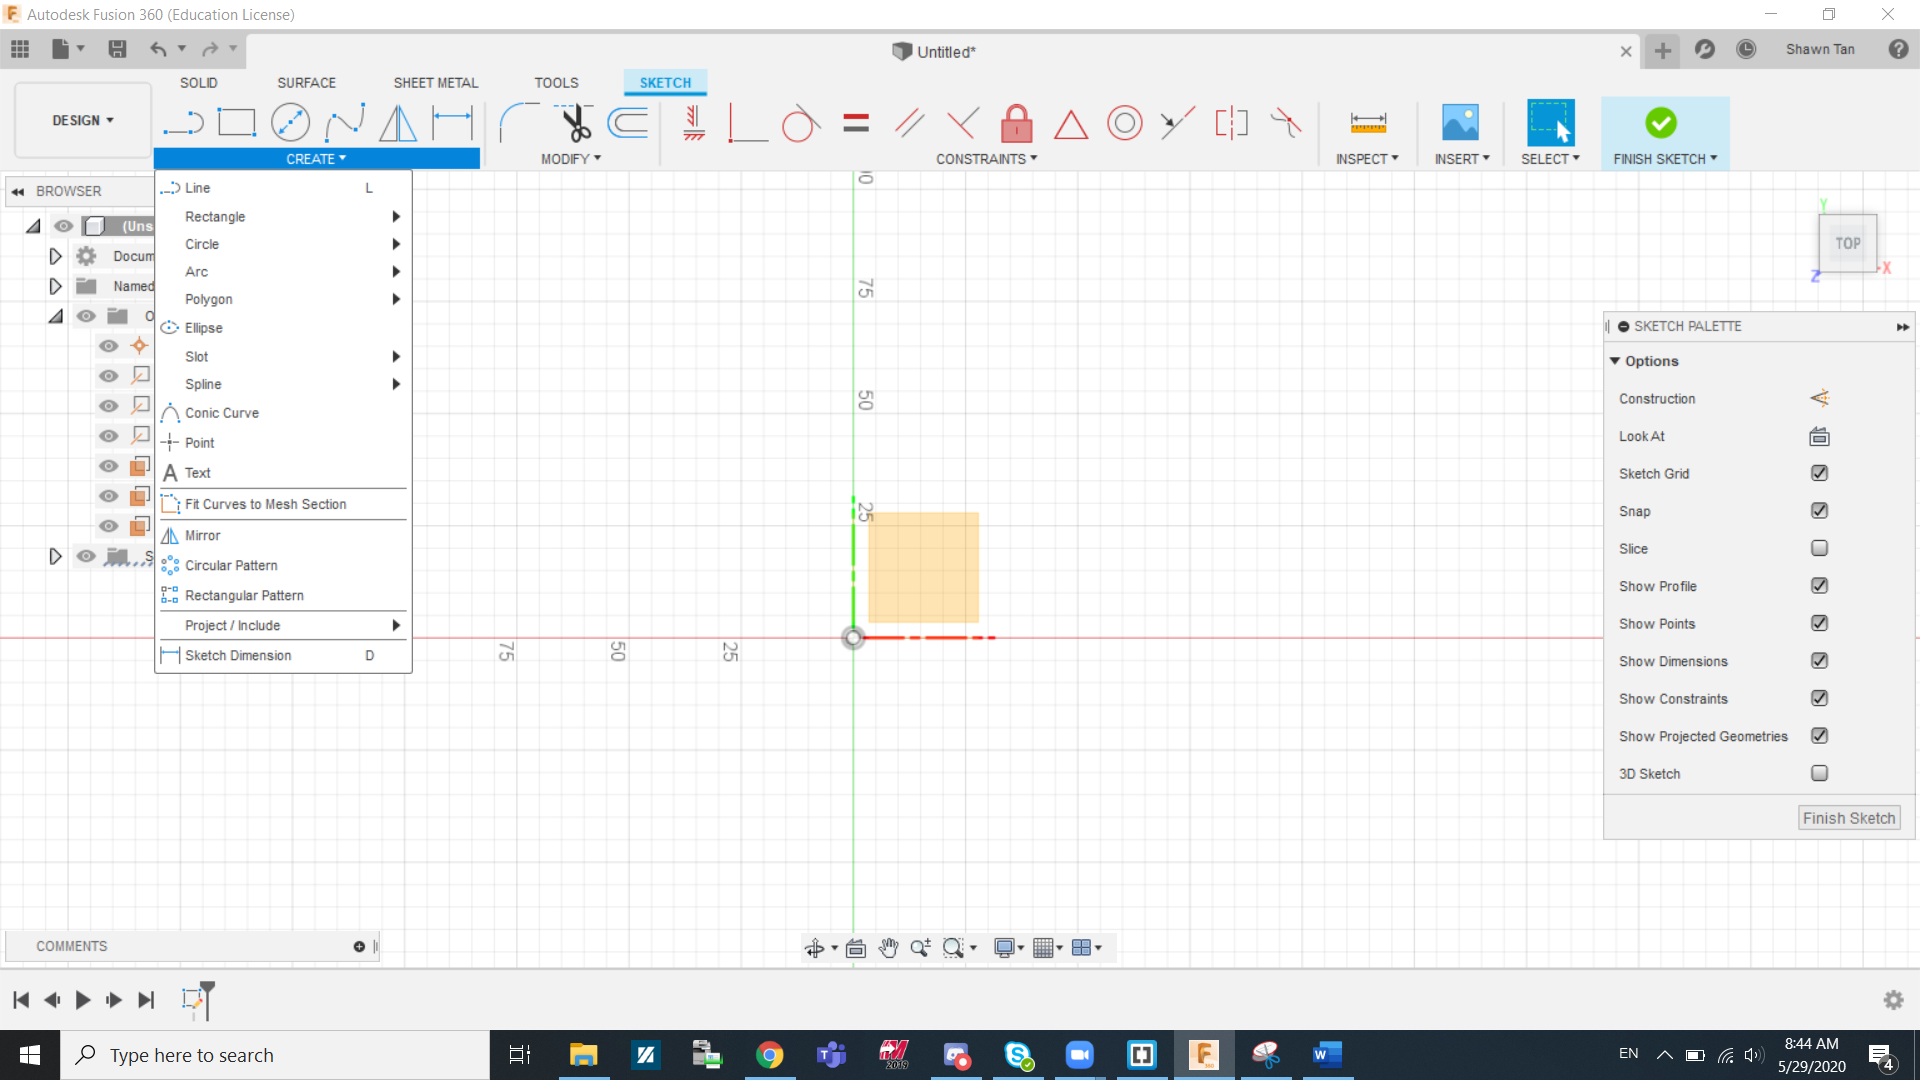 Autodesk Fusion 360 (Education License)
Untitled*
Shawn Tan
SOLID SURFACE SHEET METAL TOOLS SKETCH
DESIGN
CREATE MODIFY CONSTRAINTS INSPECT INSERT SELECT FINISH SKETCH
BROWSER
(Uns
Docum
Named
O
S
Line L
Rectangle
Circle
Arc
Polygon
Ellipse
Slot
Spline
Conic Curve
Point
Text
Fit Curves to Mesh Section
Mirror
Circular Pattern
Rectangular Pattern
Project / Include
Sketch Dimension D
0
75
50
25
75 50 25
Y
TOP
X
Z
SKETCH PALETTE
Options
Construction
Look At
Sketch Grid
Snap
Slice
Show Profile
Show Points
Show Dimensions
Show Constraints
Show Projected Geometries
3D Sketch
Finish Sketch
COMMENTS
Type here to search
2019
EN
8:44 AM
5/29/2020
4